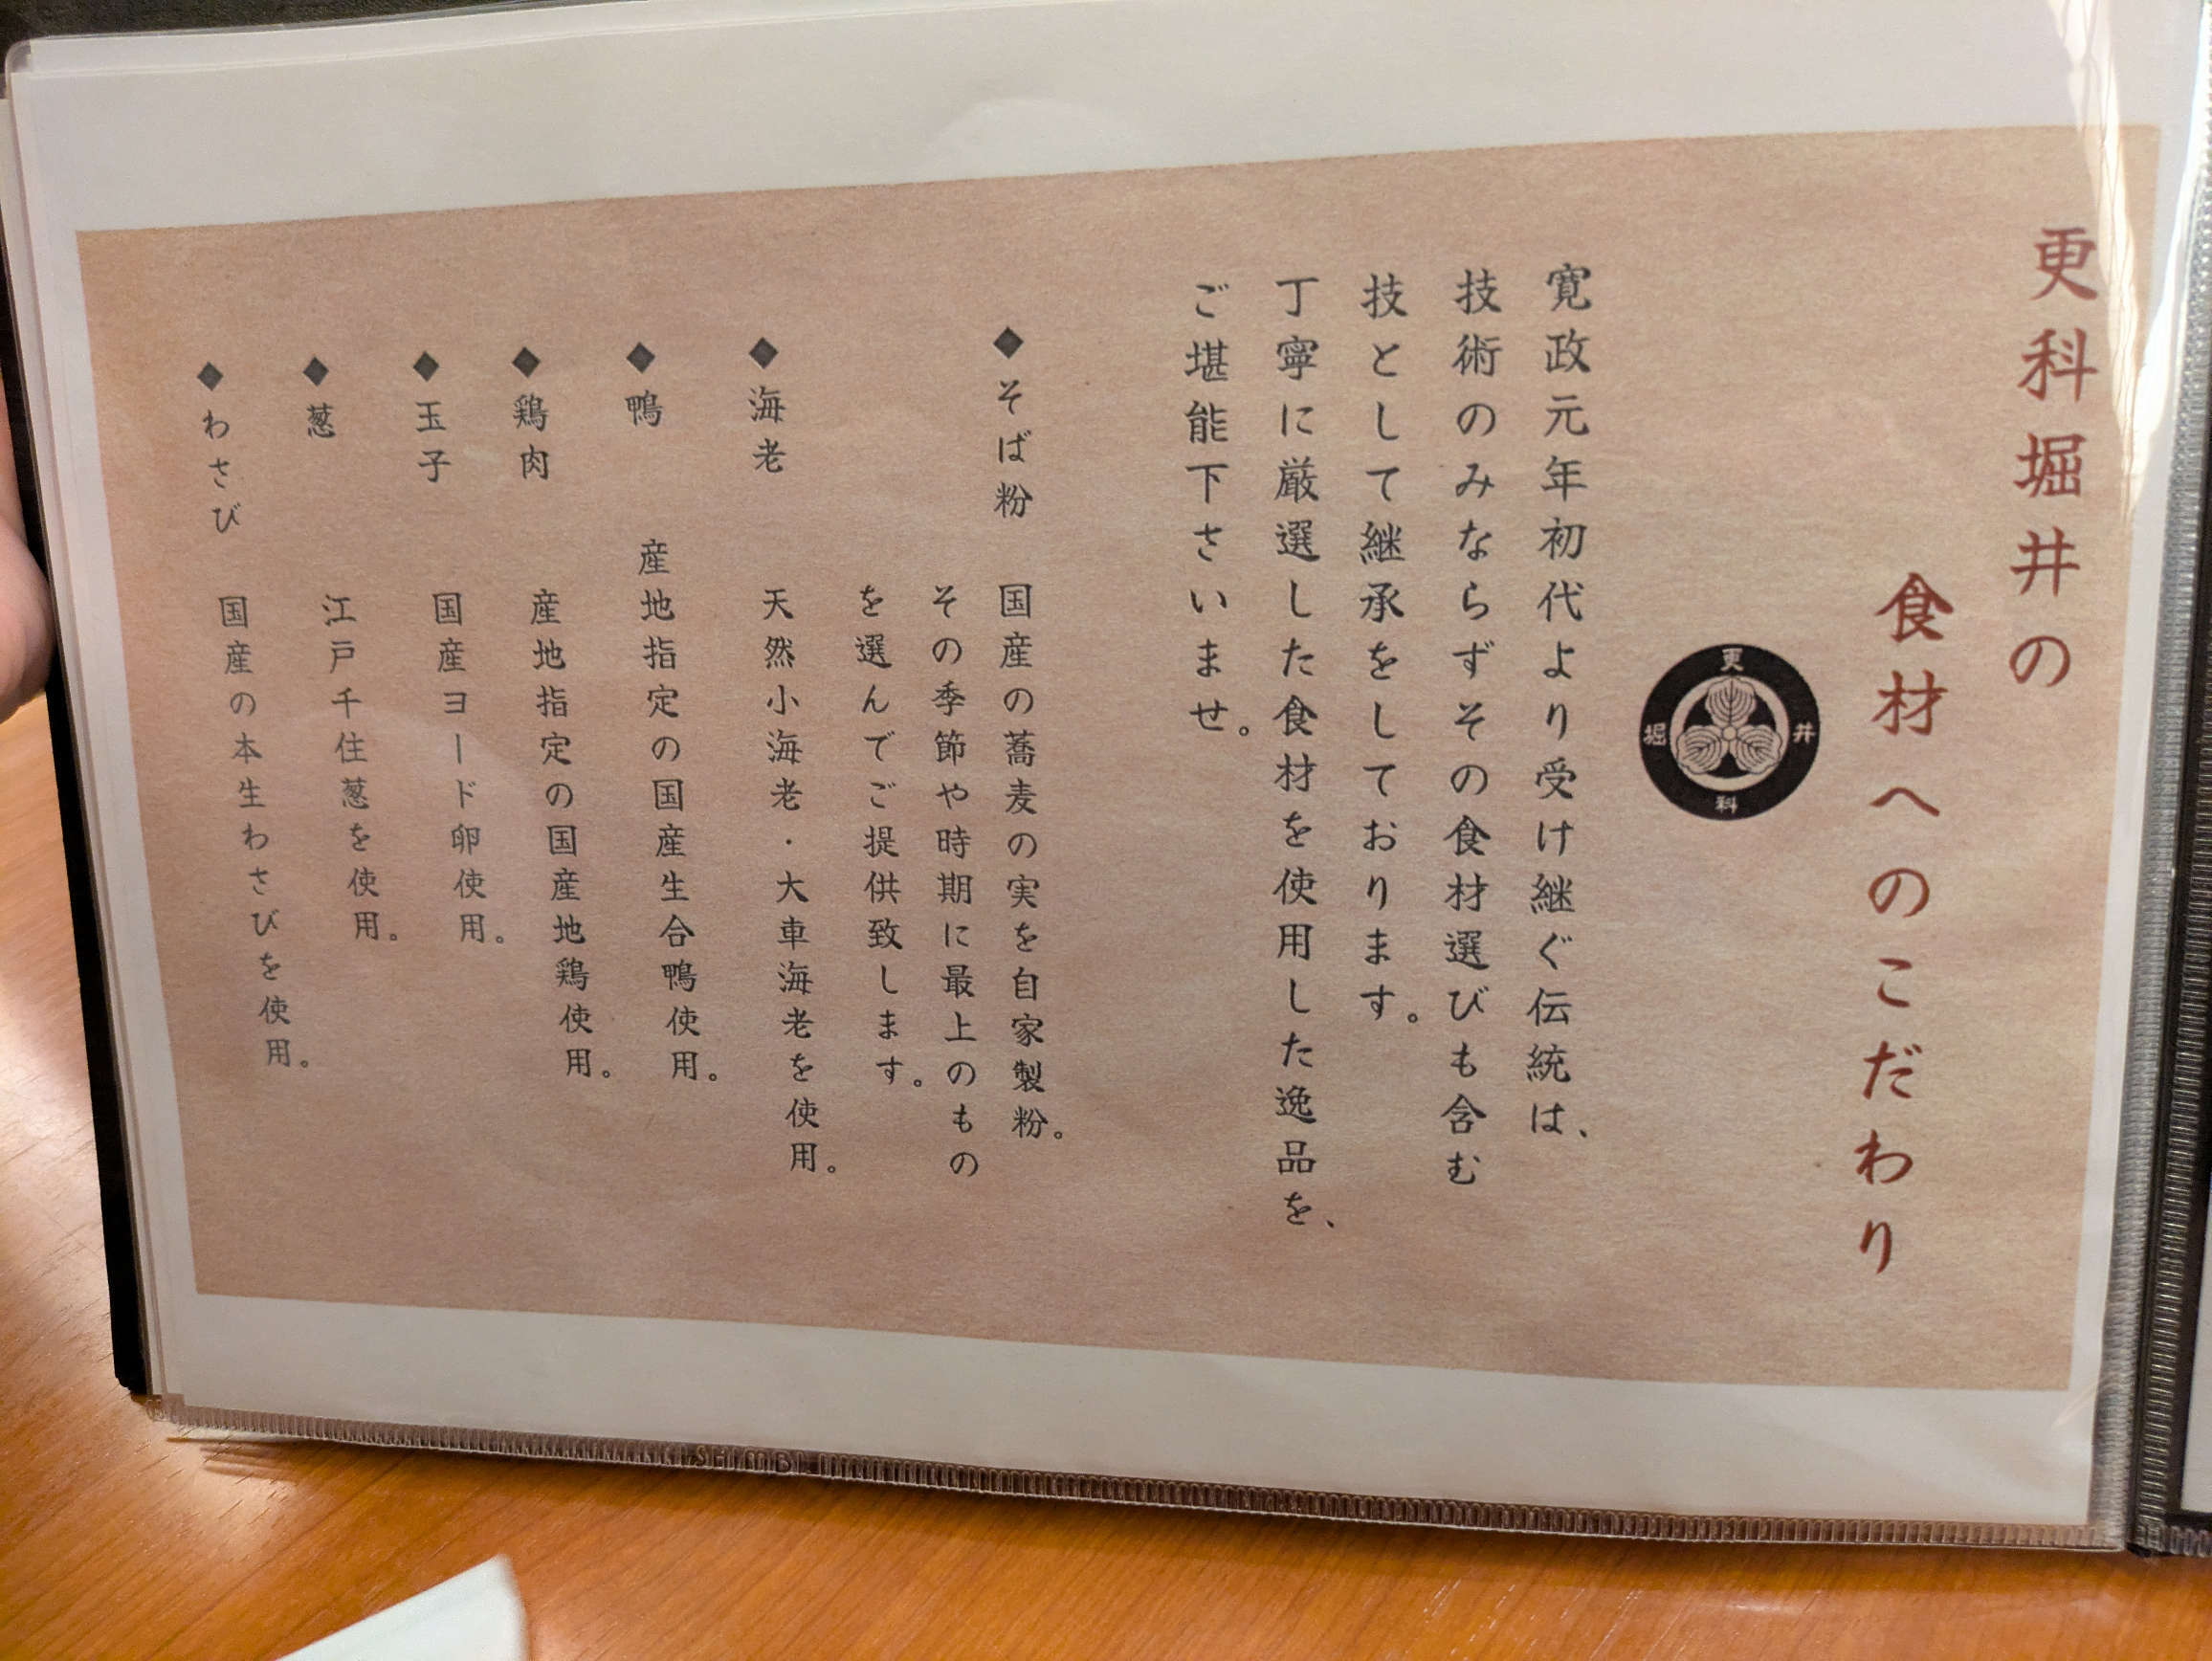 更科堀井の
食材へのこだわり
更
堀 井
科
寛政元年初代より受け継ぐ伝統は、
技術のみならずその食材選びも含む
技として継承をしております。
丁寧に厳選した食材を使用した逸品を、
ご堪能下さいませ。
◆そば粉 国産の蕎麦の実を自家製粉。
その季節や時期に最上のもの
を選んでご提供致します。
◆海老 天然小海老・大車海老を使用。
◆鴨 産地指定の国産生合鴨使用。
◆鶏肉 産地指定の国産地鶏使用。
◆玉子 国産ヨード卵使用。
◆葱 江戸千住葱を使用。
◆わさび 国産の本生わさびを使用。